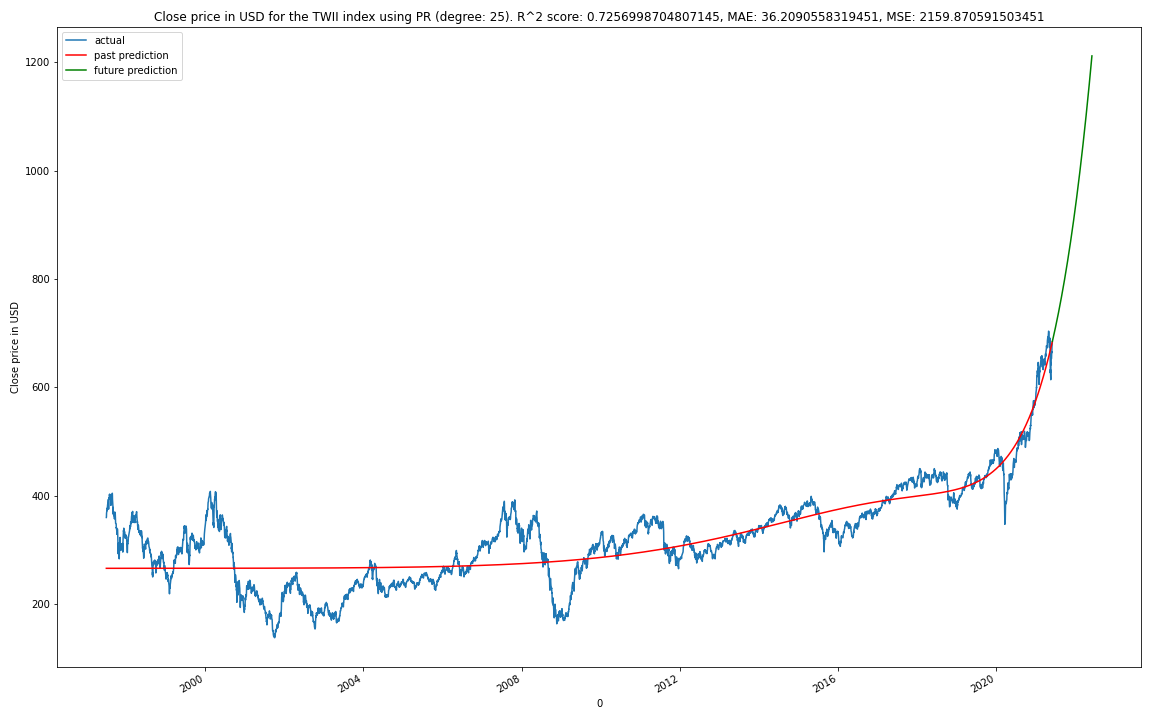 Close price in USD for the TWII index using PR (degree: 25). R^2 score: 0.7256998704807145, MAE: 36.2090558319451, MSE: 2159.870591503451
actual
past prediction
future prediction
1200
1000
800
600
400
200
Close price in USD
2000
2004
2008
2012
2016
2020
0